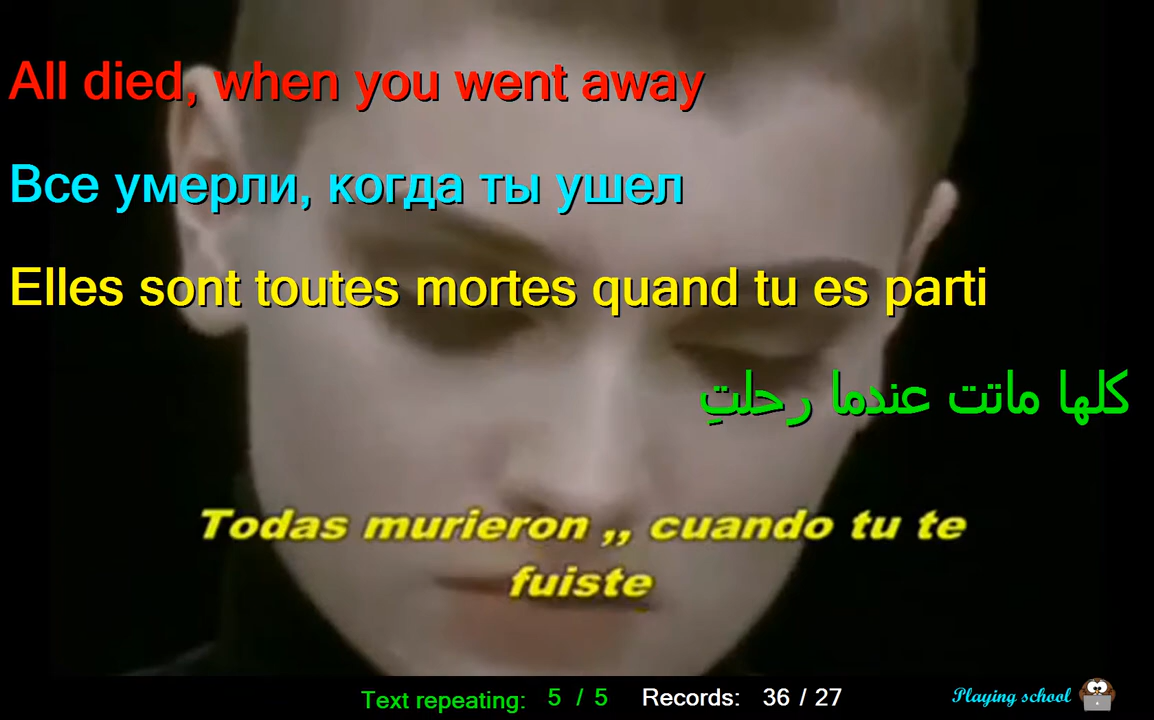 All died, when you went away
Все умерли, когда ты ушел
Elles sont toutes mortes quand tu es parti
كلها ماتت عندما رحلتِ
Todas murieron ,, cuando tu te
fuiste
Text repeating: 5 / 5 Records: 36 / 27 Playing school